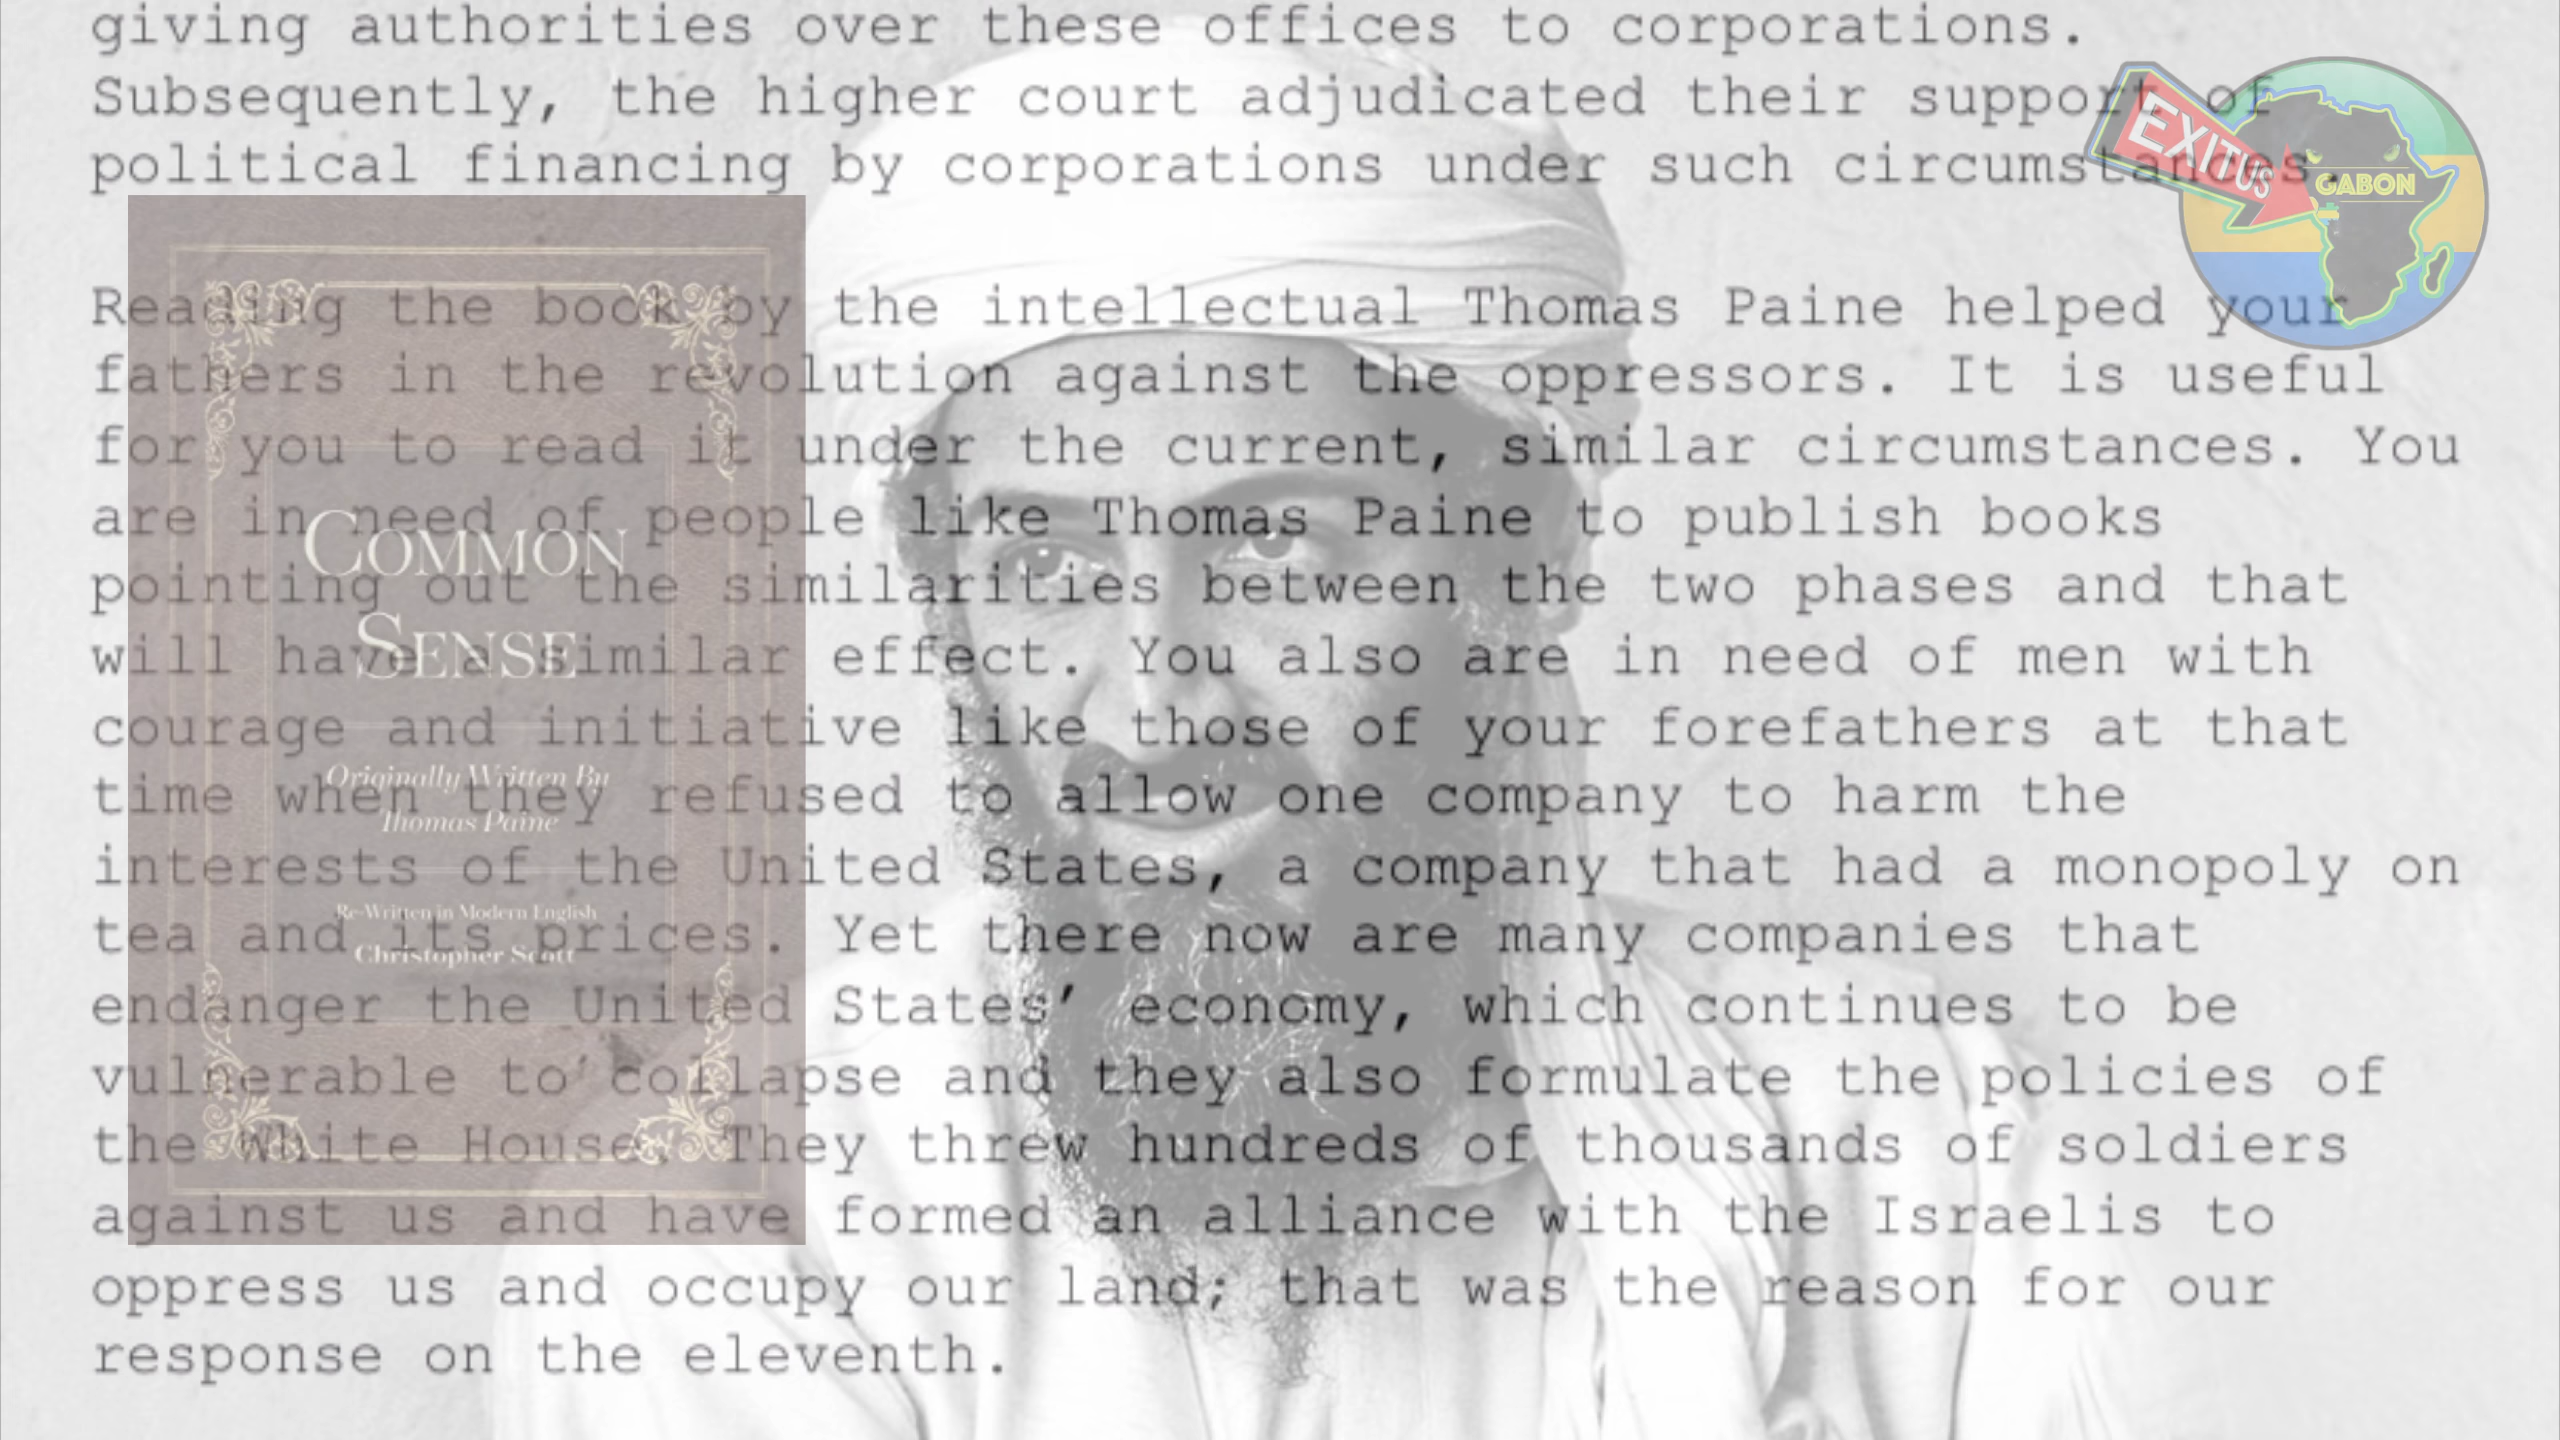 giving authorities over these offices to corporations.
Subsequently, the higher court adjudicated their support of
political financing by corporations under such circumstances.
EXITUS
GABON
Reading the book by the intellectual Thomas Paine helped your
fathers in the revolution against the oppressors. It is useful
for you to read it under the current, similar circumstances. You
are in need of people like Thomas Paine to publish books
pointing out the similarities between the two phases and that
will have a similar effect. You also are in need of men with
courage and initiative like those of your forefathers at that
time when they refused to allow one company to harm the
interests of the United States, a company that had a monopoly on
tea and its prices. Yet there now are many companies that
endanger the United States' economy, which continues to be
vulnerable to collapse and they also formulate the policies of
the White House. They threw hundreds of thousands of soldiers
against us and have formed an alliance with the Israelis to
oppress us and occupy our land; that was the reason for our
response on the eleventh.
COMMON
SENSE
Originally Written By
Thomas Paine
Re-Written in Modern English
Christopher Scott